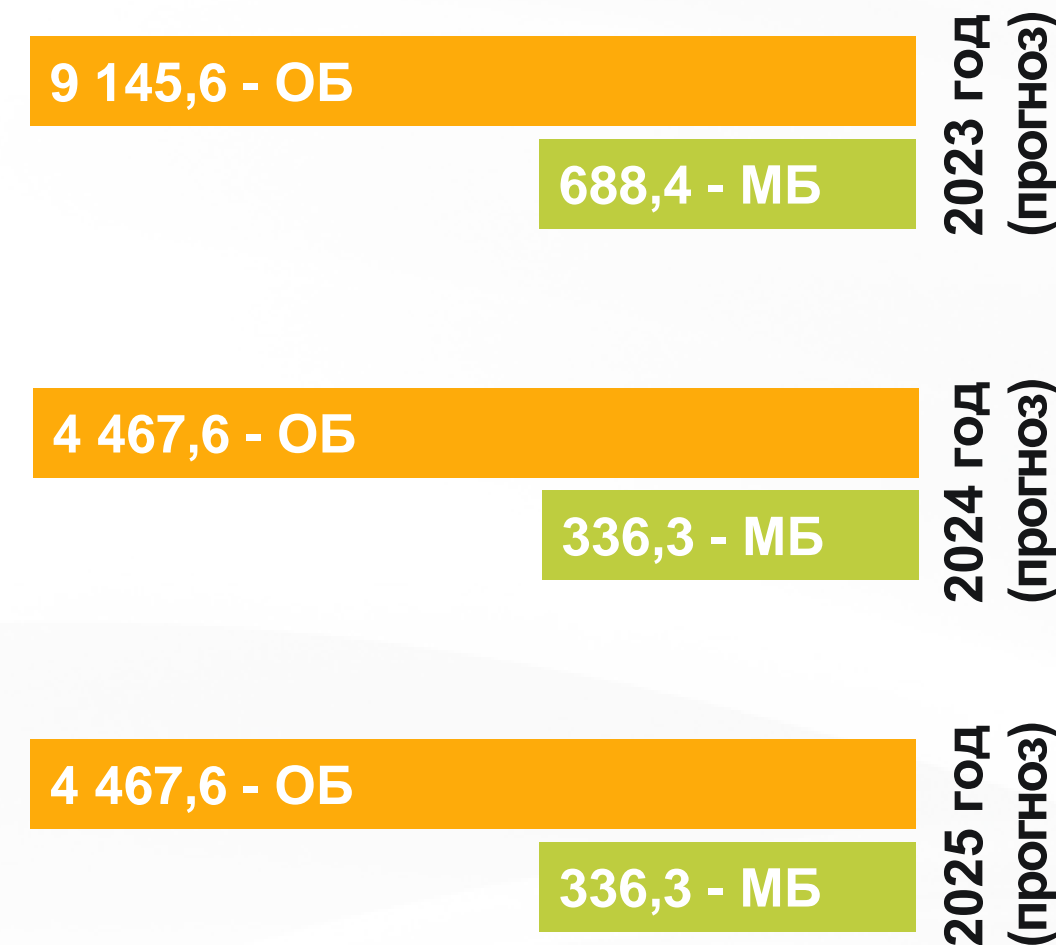 9 145,6 - ОБ
688,4 - МБ
2023 год
(прогноз)
4 467,6 - ОБ
336,3 - МБ
2024 год
(прогноз)
4 467,6 - ОБ
336,3 - МБ
2025 год
(прогноз)